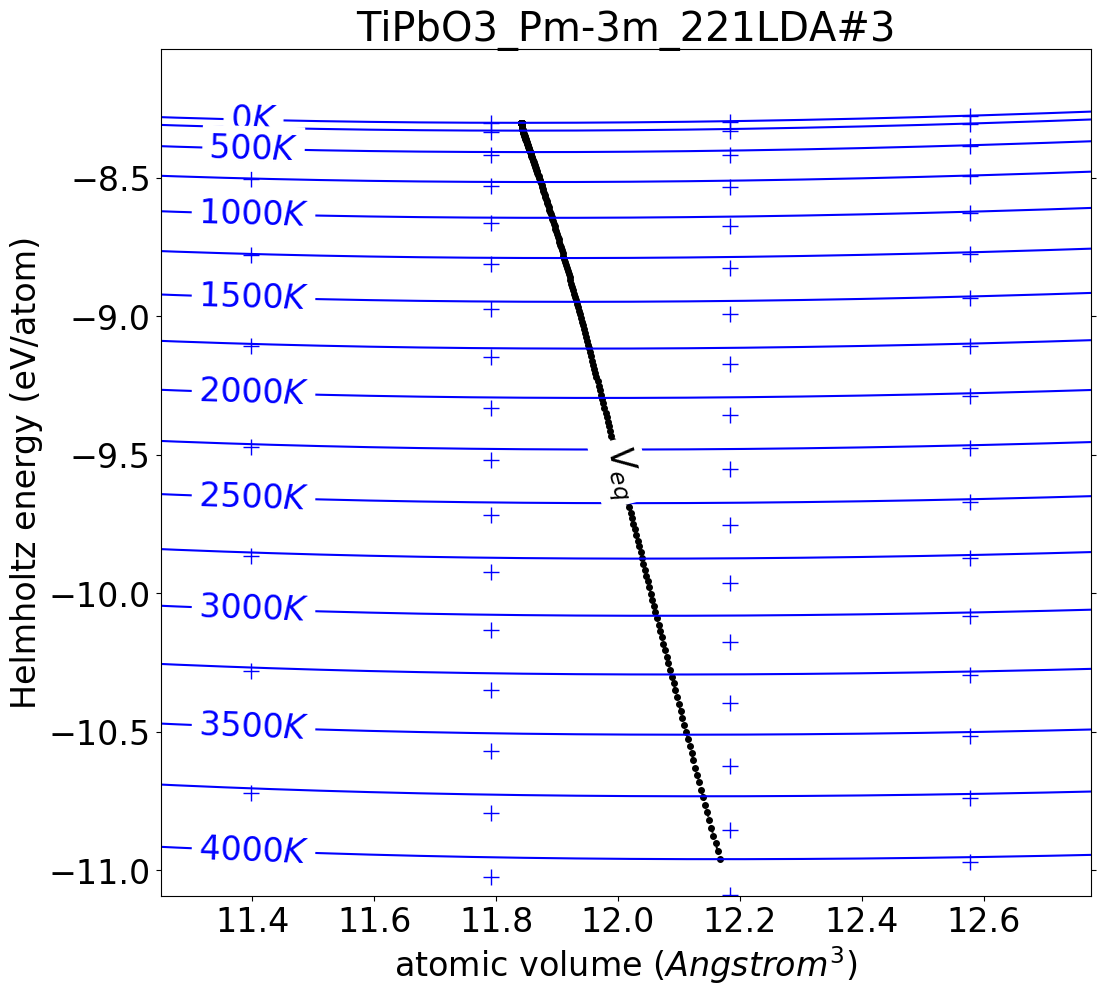 TiPbO3_Pm-3m_221LDA#3
Helmholtz energy (eV/atom)
−8.5
−9.0
−9.5
−10.0
−10.5
−11.0
0K
500K
1000K
1500K
2000K
2500K
3000K
3500K
4000K
V_eq
11.4 11.6 11.8 12.0 12.2 12.4 12.6
atomic volume (Angstrom³)